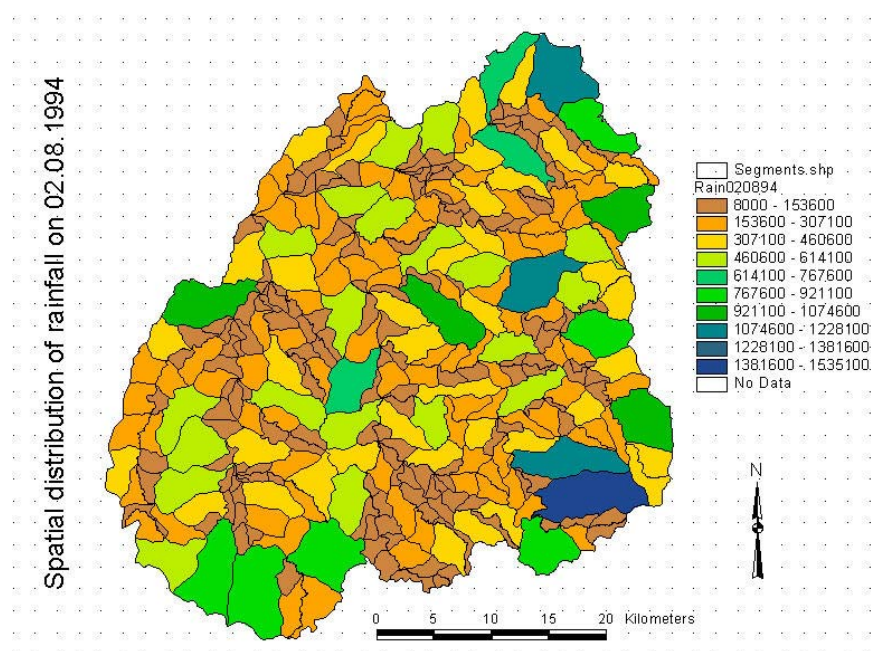 Spatial distribution of rainfall on 02.08.1994
Segments.shp
Rain020894
8000 - 153600
153600 - 307100
307100 - 460600
460600 - 614100
614100 - 767600
767600 - 921100
921100 - 1074600
1074600 - 1228100
1228100 - 1381600
1381600 - 1535100
No Data
N
0 5 10 15 20 Kilometers